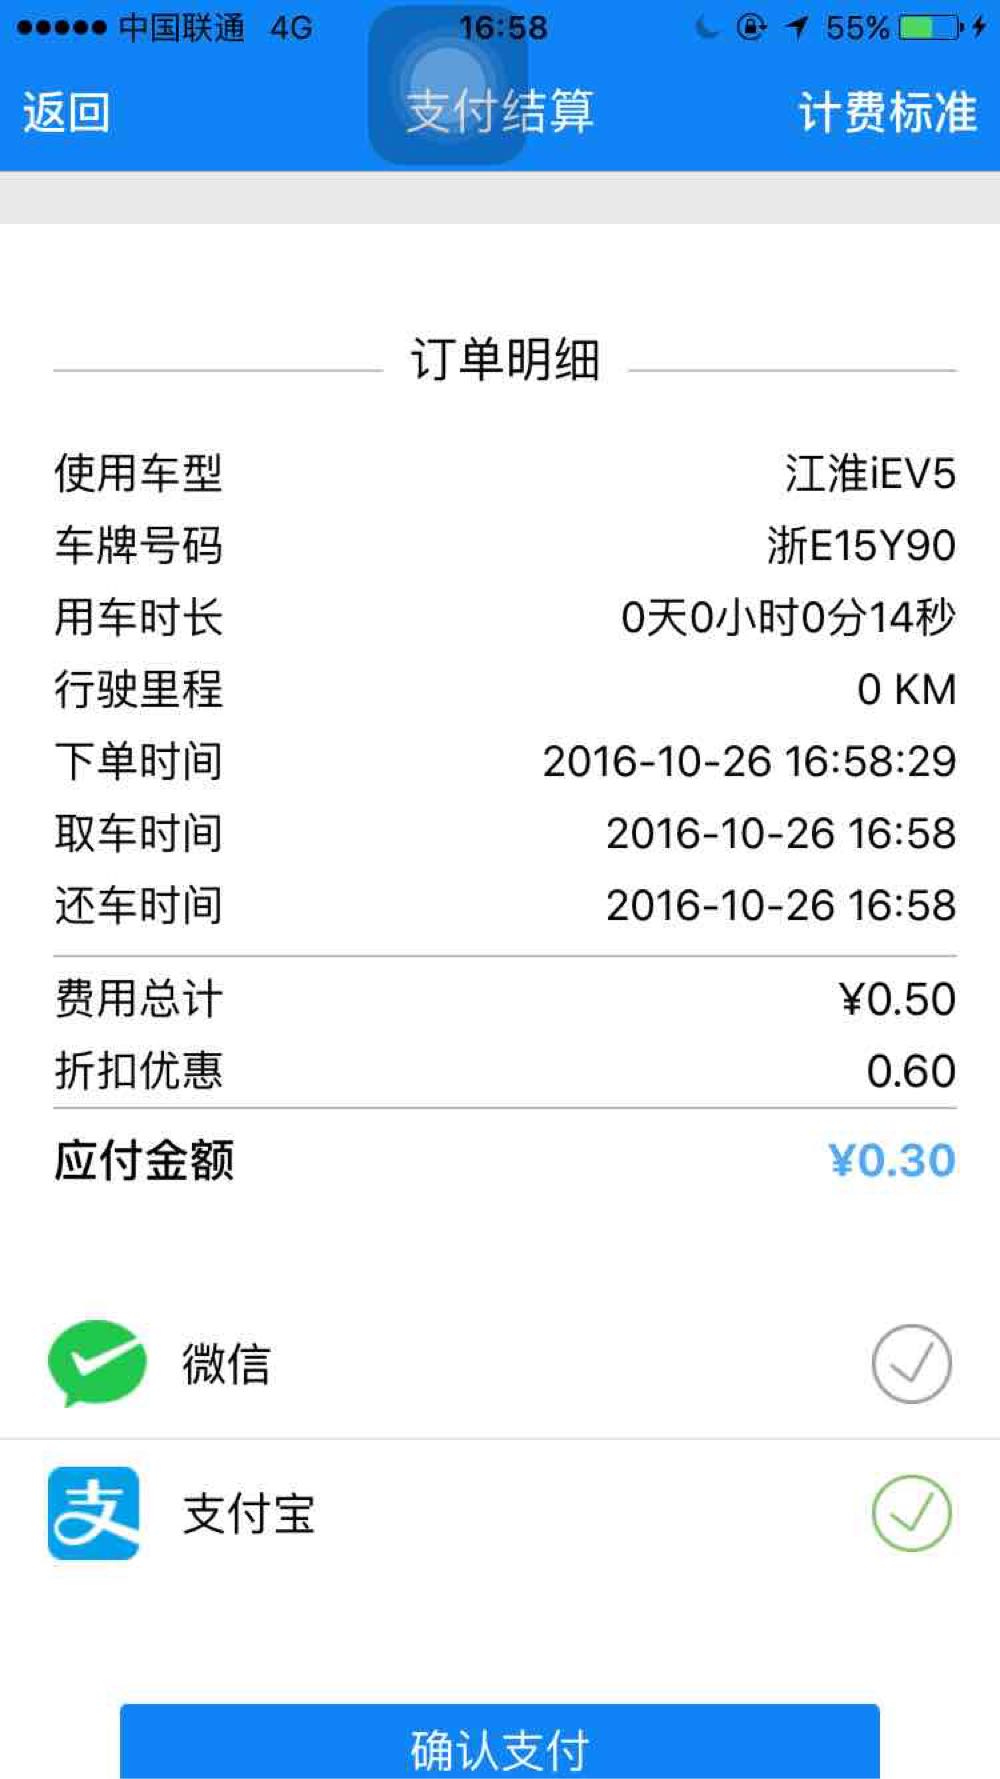 中国联通 4G 16:58 55%
返回 支付结算 计费标准
订单明细
使用车型 江淮iEV5
车牌号码 浙E15Y90
用车时长 0天0小时0分14秒
行驶里程 0 KM
下单时间 2016-10-26 16:58:29
取车时间 2016-10-26 16:58
还车时间 2016-10-26 16:58
费用总计 ¥0.50
折扣优惠 0.60
应付金额 ¥0.30
微信
支 支付宝
确认支付